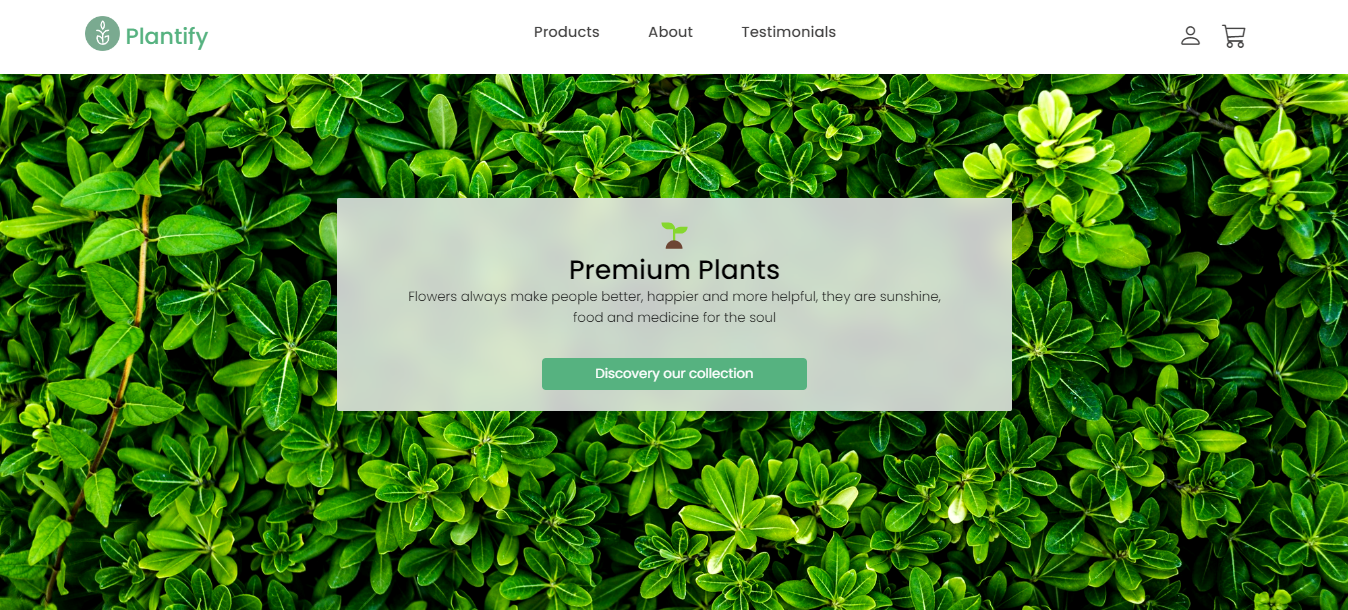 Plantify
Products
About
Testimonials
Premium Plants
Flowers always make people better, happier and more helpful, they are sunshine,
food and medicine for the soul
Discovery our collection